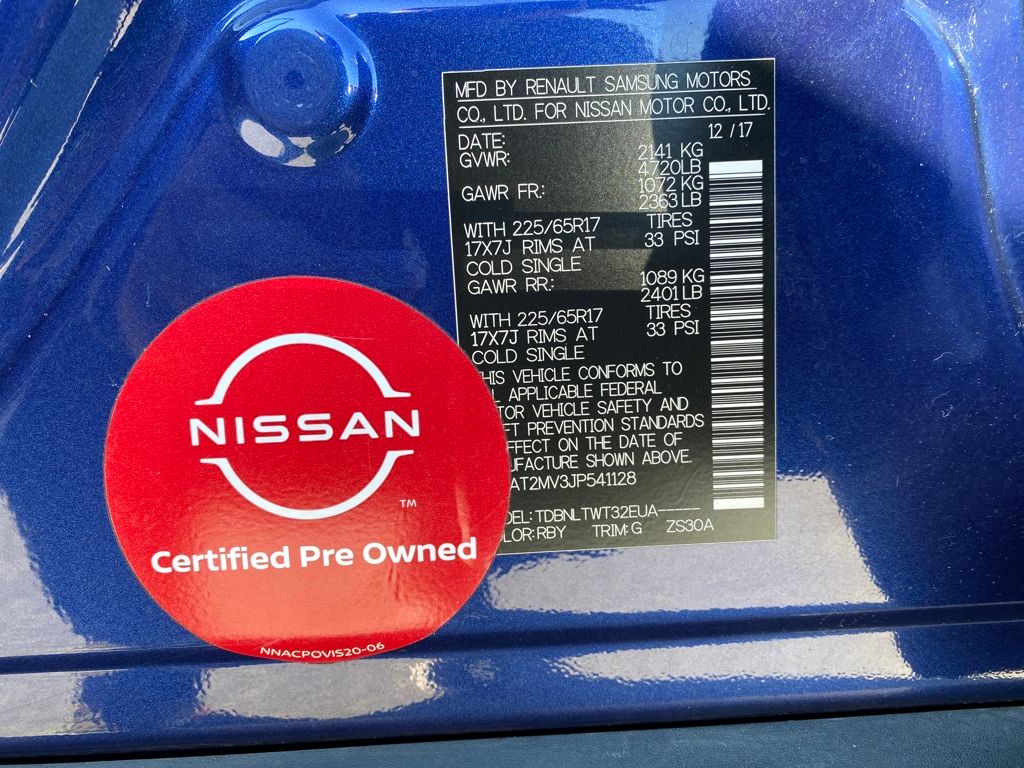 MFD BY RENAULT SAMSUNG MOTORS
CO., LTD. FOR NISSAN MOTOR CO., LTD.
DATE: 12 / 17
GVWR: 2141 KG
4720LB
GAWR FR: 1072 KG
2363 LB
WITH 225/65R17 TIRES
17X7J RIMS AT 33 PSI
COLD SINGLE
GAWR RR: 1089 KG
2401 LB
WITH 225/65R17 TIRES
17X7J RIMS AT 33 PSI
COLD SINGLE
HIS VEHICLE CONFORMS TO
L APPLICABLE FEDERAL
TOR VEHICLE SAFETY AND
FT PREVENTION STANDARDS
FFECT ON THE DATE OF
UFACTURE SHOWN ABOVE.
AT2MV3JP541128
DEL: TDBNLTWT32EUA-----
LOR: RBY TRIM: G ZS30A
NISSAN
TM
Certified Pre Owned
NNACPOVIS20-06